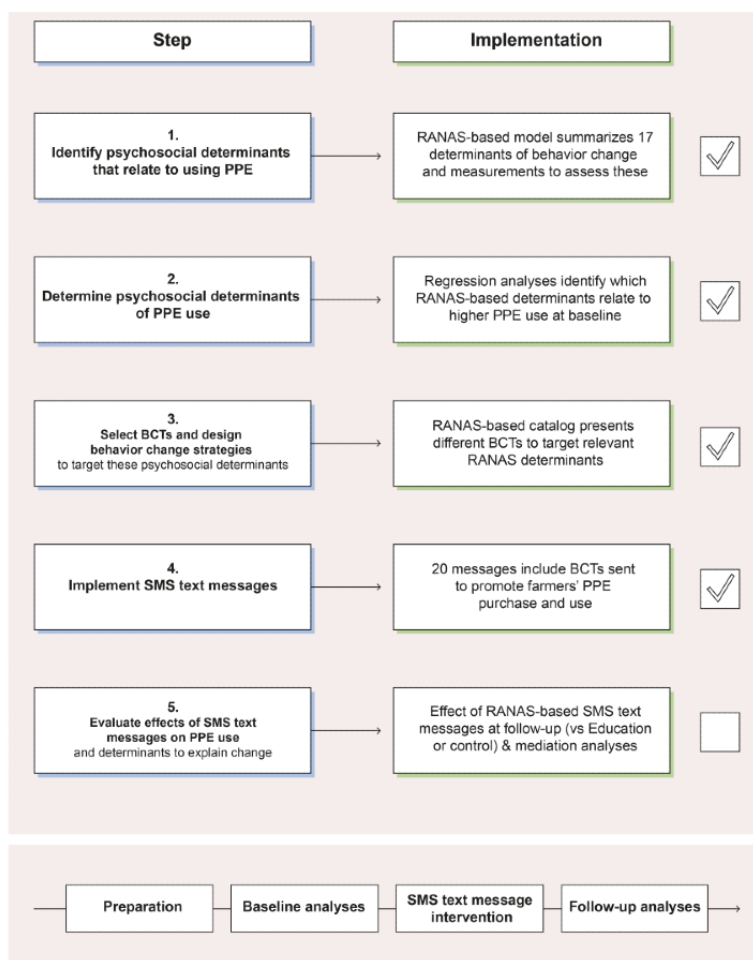 Step
Implementation
1.
Identify psychosocial determinants
that relate to using PPE
RANAS-based model summarizes 17
determinants of behavior change
and measurements to assess these
2.
Determine psychosocial determinants
of PPE use
Regression analyses identify which
RANAS-based determinants relate to
higher PPE use at baseline
3.
Select BCTs and design
behavior change strategies
to target these psychosocial determinants
RANAS-based catalog presents
different BCTs to target relevant
RANAS determinants
4.
Implement SMS text messages
20 messages include BCTs sent
to promote farmers' PPE
purchase and use
5.
Evaluate effects of SMS text
messages on PPE use
and determinants to explain change
Effect of RANAS-based SMS text
messages at follow-up (vs Education
or control) & mediation analyses
Preparation
Baseline analyses
SMS text message
intervention
Follow-up analyses